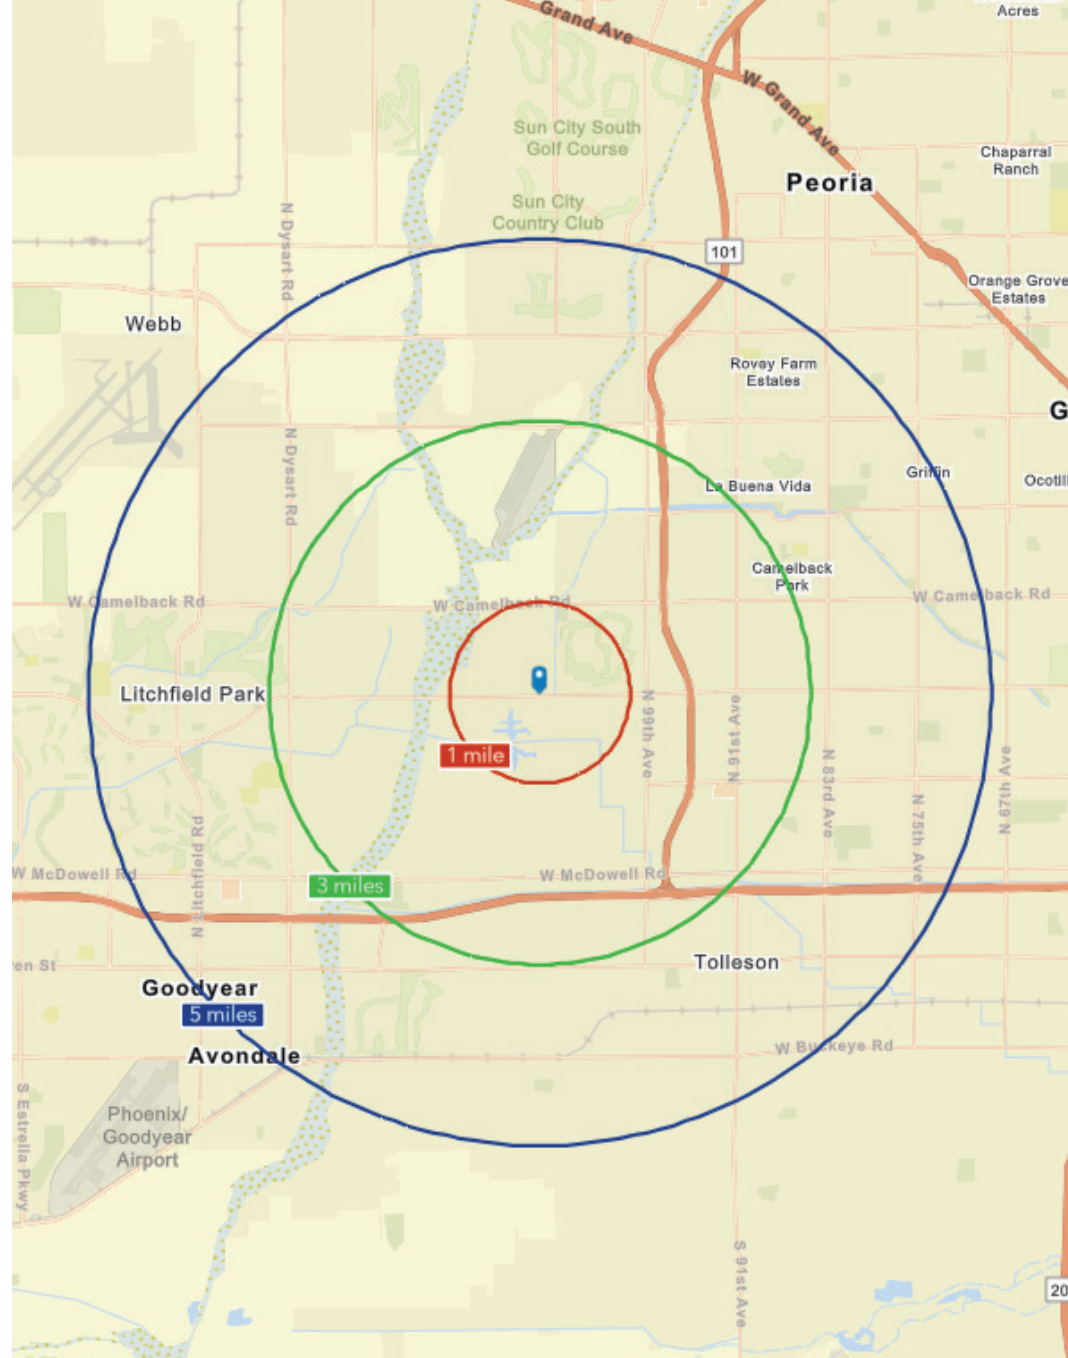 Acres
Grand Ave
W Grand Ave
Sun City South
Golf Course
Chaparral
Ranch
Peoria
Sun City
Country Club
N Dysart Rd
101
Orange Grove
Estates
Webb
Rovey Farm
Estates
G
N Dysart Rd
Griffin
La Buena Vida
Ocotil
Camelback
Park
W Camelback Rd
W Camelback Rd
W Camelback Rd
Litchfield Park
N 99th Ave
N 91st Ave
1 mile
N 83rd Ave
N 67th Ave
N 75th Ave
N Litchfield Rd
W McDowell Rd
W McDowell Rd
3 miles
en St
Tolleson
Goodyear
5 miles
W Buckeye Rd
Avondale
Phoenix/
Goodyear
Airport
S Estrella Pkwy
S 91st Ave
20